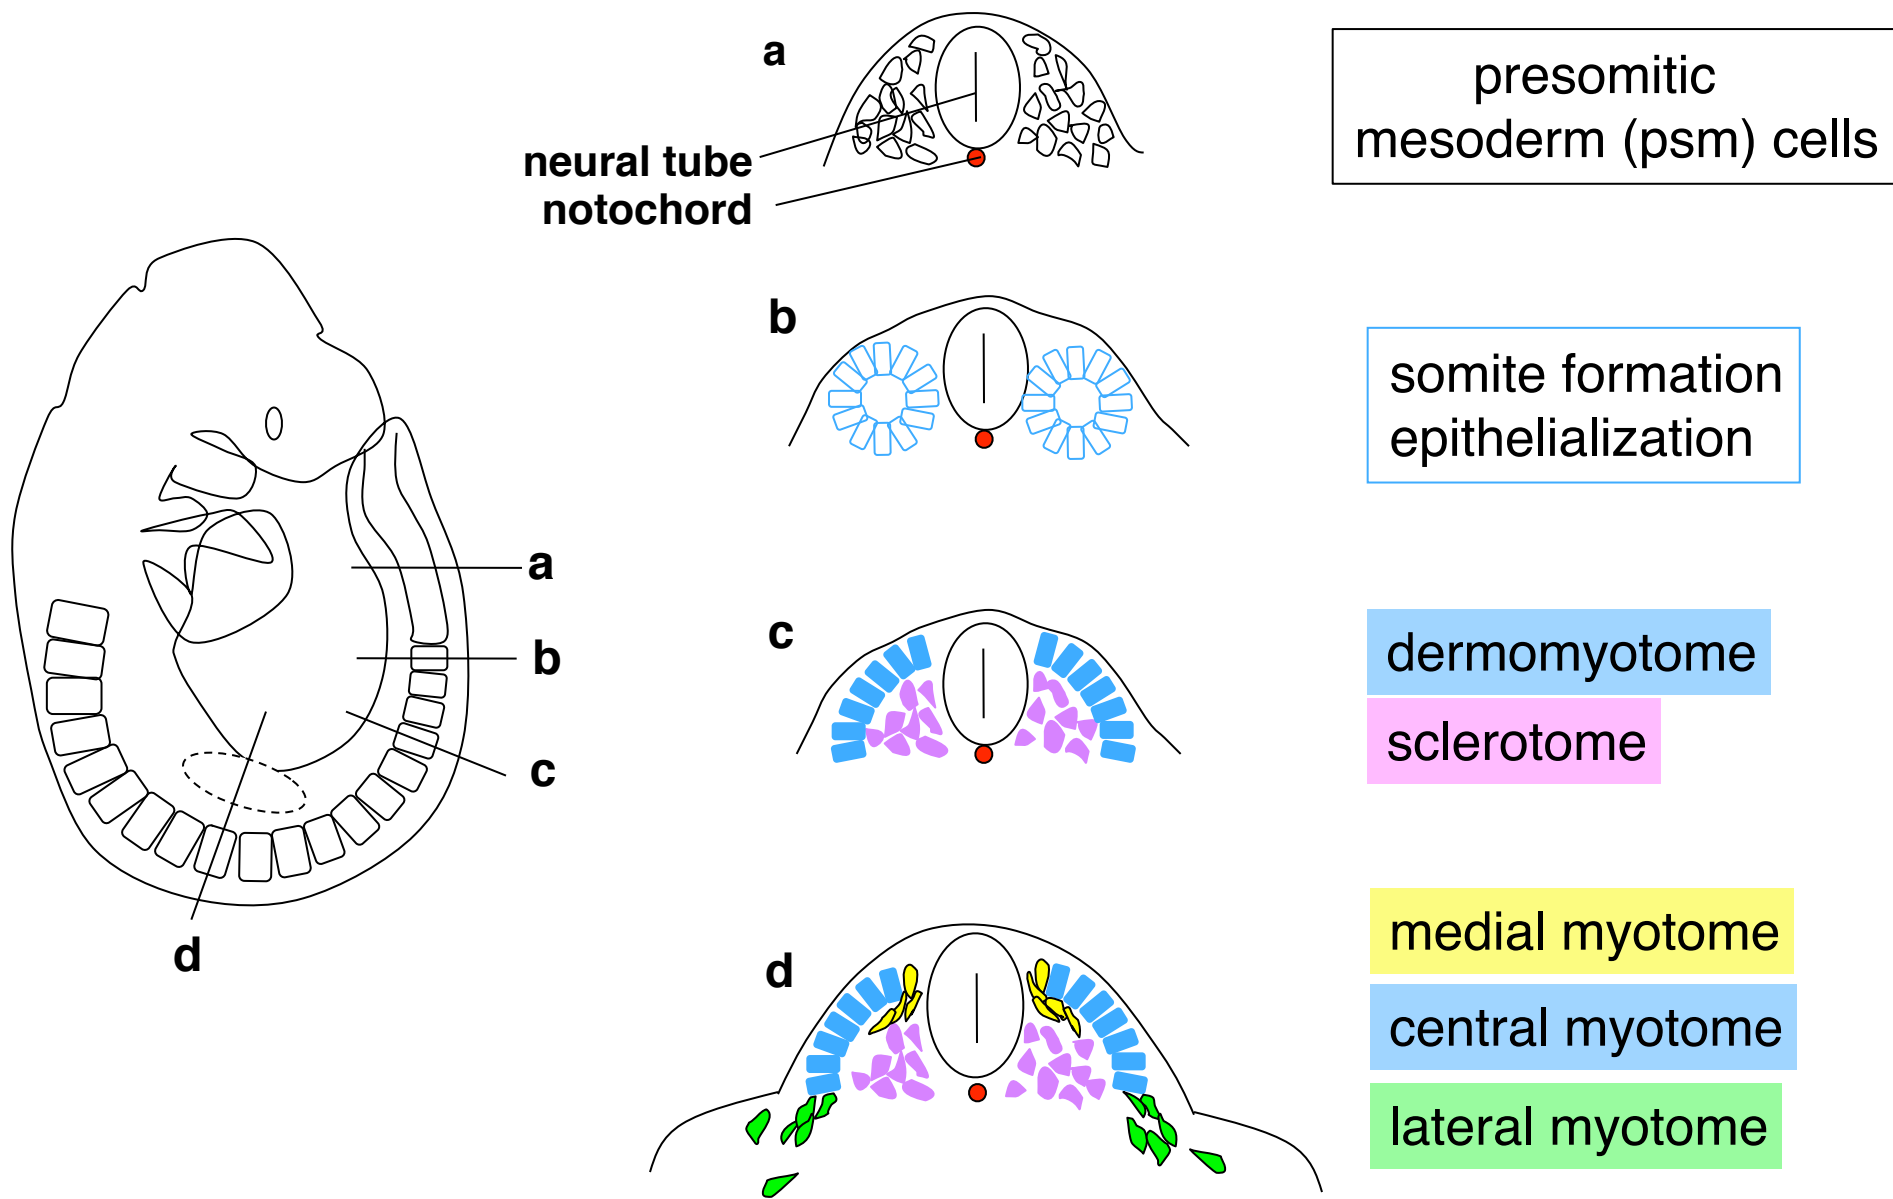 a
presomitic
mesoderm (psm) cells
neural tube
notochord
b
somite formation
epithelialization
a
b
c
d
c
dermomyotome
sclerotome
d
medial myotome
central myotome
lateral myotome